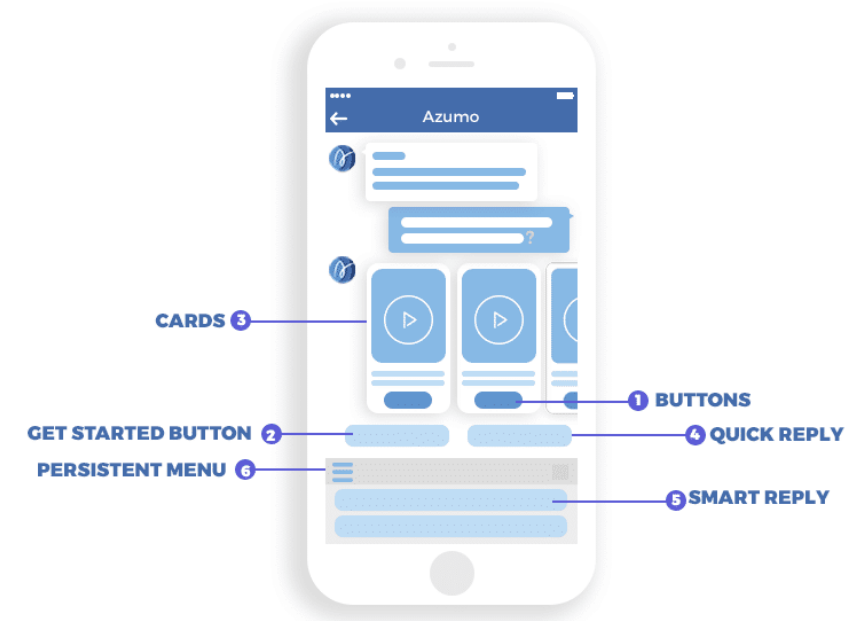 Azumo
?
CARDS 3
1 BUTTONS
GET STARTED BUTTON 2
4 QUICK REPLY
PERSISTENT MENU 6
5 SMART REPLY